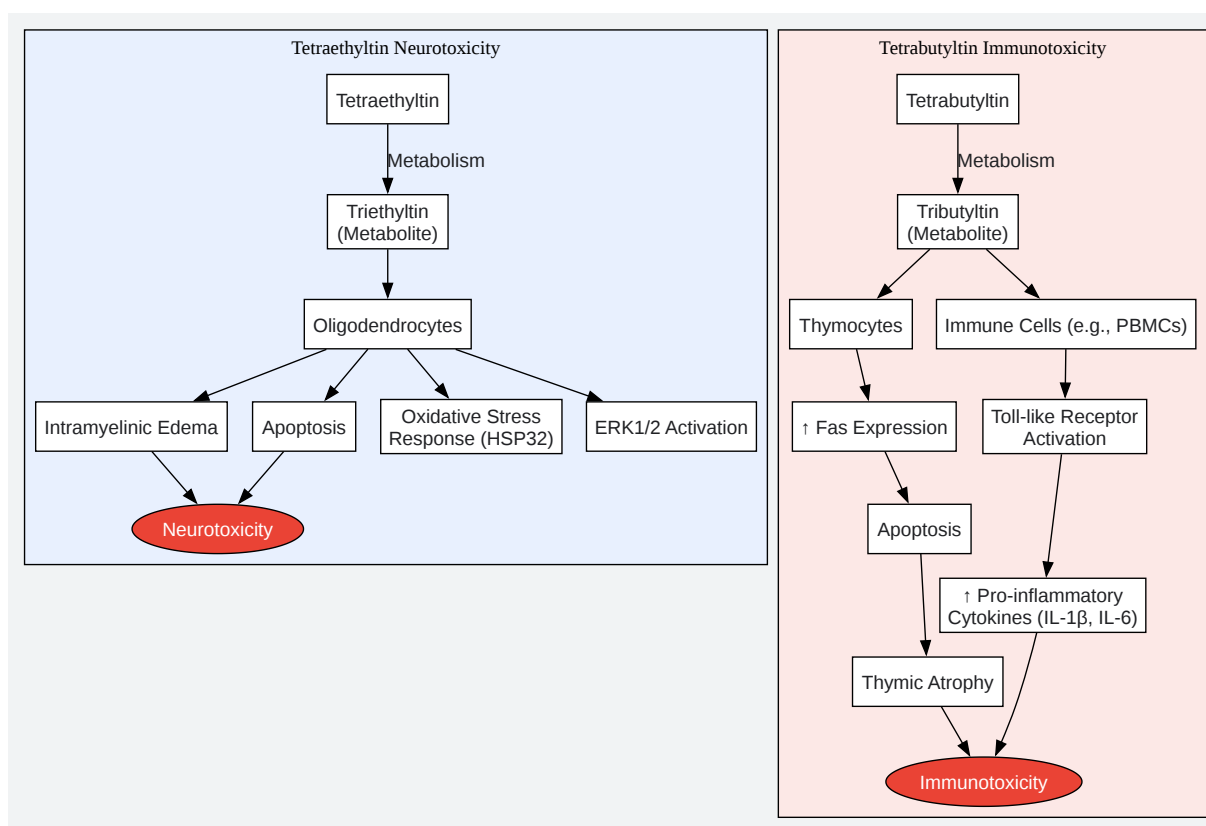 Tetraethyltin Neurotoxicity
Tetraethyltin
Metabolism
Triethyltin
(Metabolite)
Oligodendrocytes
Intramyelinic Edema
Apoptosis
Oxidative Stress
Response (HSP32)
ERK1/2 Activation
Neurotoxicity
Tetrabutyltin Immunotoxicity
Tetrabutyltin
Metabolism
Tributyltin
(Metabolite)
Thymocytes
Immune Cells (e.g., PBMCs)
↑ Fas Expression
Toll-like Receptor
Activation
Apoptosis
↑ Pro-inflammatory
Cytokines (IL-1β, IL-6)
Thymic Atrophy
Immunotoxicity